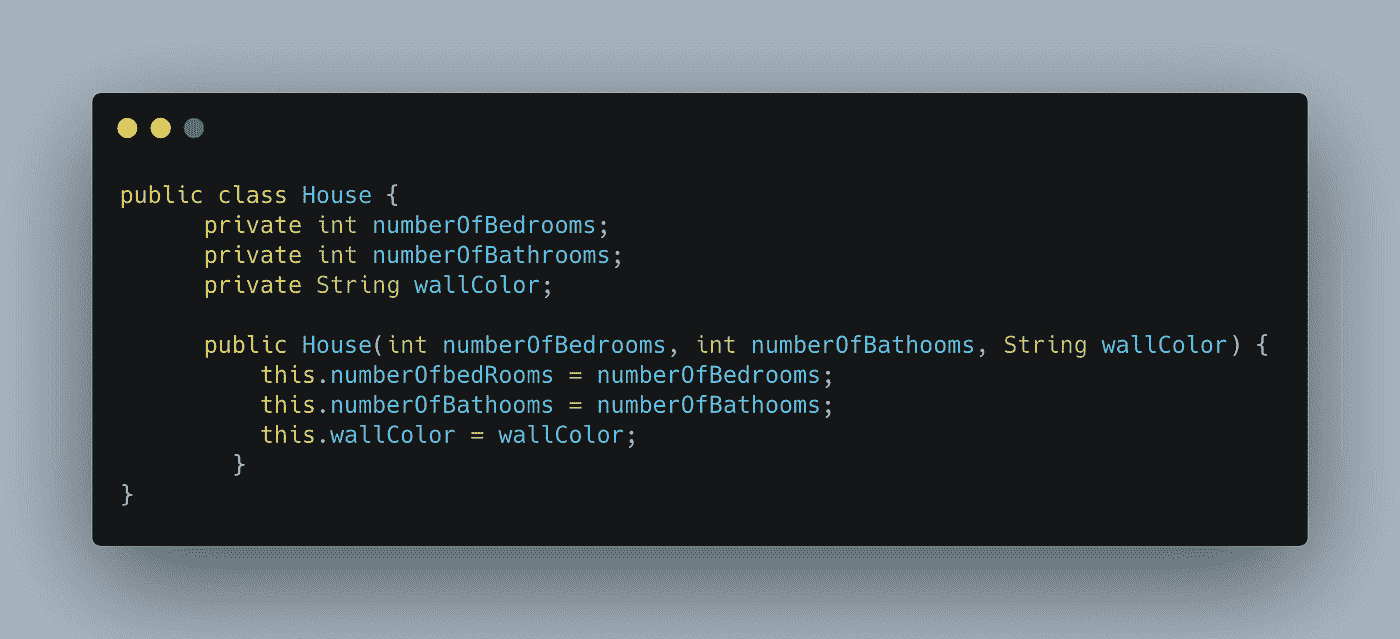 public class House {
private int numberOfBedrooms;
private int numberOfBathrooms;
private String wallColor;
public House(int numberOfBedrooms, int numberOfBathooms, String wallColor) {
this.numberOfbedRooms = numberOfBedrooms;
this.numberOfBathooms = numberOfBathooms;
this.wallColor = wallColor;
}
}